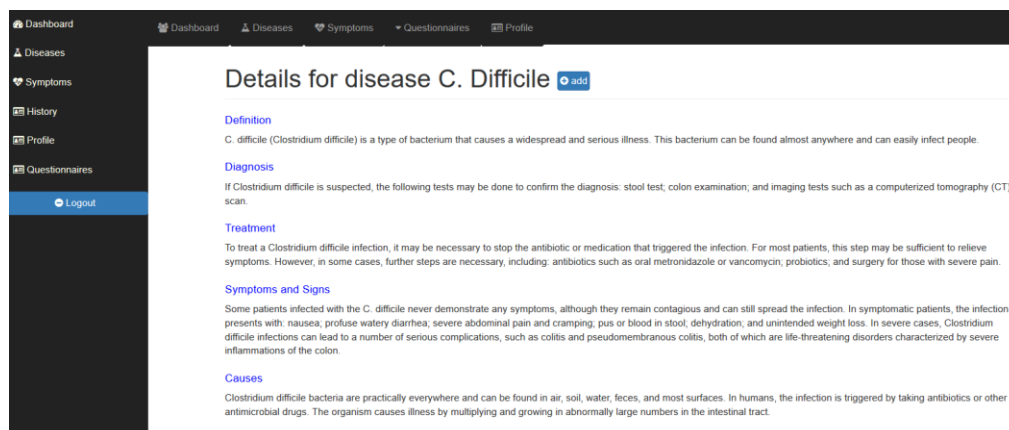 Dashboard
Diseases
Symptoms
History
Profile
Questionnaires
Logout
Dashboard Diseases Symptoms Questionnaires Profile
Details for disease C. Difficile add
Definition
C. difficile (Clostridium difficile) is a type of bacterium that causes a widespread and serious illness. This bacterium can be found almost anywhere and can easily infect people.
Diagnosis
If Clostridium difficile is suspected, the following tests may be done to confirm the diagnosis: stool test; colon examination; and imaging tests such as a computerized tomography (CT)
scan.
Treatment
To treat a Clostridium difficile infection, it may be necessary to stop the antibiotic or medication that triggered the infection. For most patients, this step may be sufficient to relieve
symptoms. However, in some cases, further steps are necessary, including: antibiotics such as oral metronidazole or vancomycin; probiotics; and surgery for those with severe pain.
Symptoms and Signs
Some patients infected with the C. difficile never demonstrate any symptoms, although they remain contagious and can still spread the infection. In symptomatic patients, the infection
presents with: nausea; profuse watery diarrhea; severe abdominal pain and cramping; pus or blood in stool; dehydration; and unintended weight loss. In severe cases, Clostridium
difficile infections can lead to a number of serious complications, such as colitis and pseudomembranous colitis, both of which are life-threatening disorders characterized by severe
inflammations of the colon.
Causes
Clostridium difficile bacteria are practically everywhere and can be found in air, soil, water, feces, and most surfaces. In humans, the infection is triggered by taking antibiotics or other
antimicrobial drugs. The organism causes illness by multiplying and growing in abnormally large numbers in the intestinal tract.